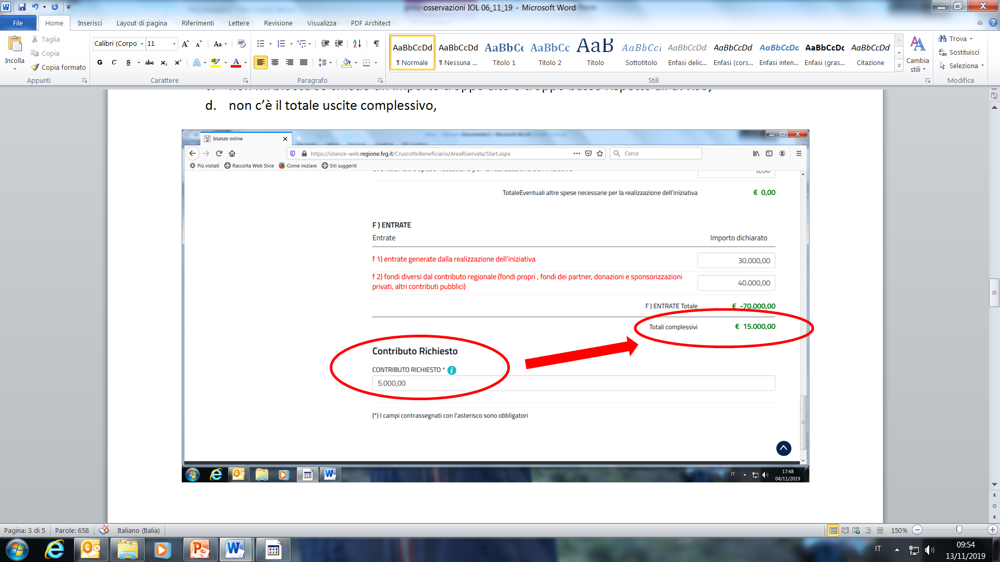 osservazioni IOL 06_11_19 - Microsoft Word
File Home Inserisci Layout di pagina Riferimenti Lettere Revisione Visualizza PDF Architect
Incolla
Taglia
Copia
Copia formato
Appunti
Calibri (Corpo 11
Carattere
Paragrafo
AaBbCcDd AaBbCcDd AaBbCc AaBbCc AaB AaBbCcI AaBbCcDd AaBbCcDd AaBbCcDd AaBbCcDc AaBbCcDd
¶ Normale ¶ Nessuna ... Titolo 1 Titolo 2 Titolo Sottotitolo Enfasi delic... Enfasi (cors... Enfasi inten... Enfasi (gras... Citazione
Stili
Cambia stili
Trova
Sostituisci
Seleziona
Modifica
d. non c'è il totale uscite complessivo,
Istanze online
https://istanze-web.regione.fvg.it/CruscottoBeneficiario/AreaRiservata/Start.aspx
Cerca
Più visitati Raccolta Web Slice Come iniziare Siti suggeriti
TotaleEventuali altre spese necessarie per la realizzazione dell'iniziativa € 0,00
F ) ENTRATE
Entrate Importo dichiarato
f 1) entrate generate dalla realizzazione dell'iniziativa 30.000,00
f 2) fondi diversi dal contributo regionale (fondi propri , fondi dei partner, donazioni e sponsorizzazioni
privati, altri contributi pubblici) 40.000,00
F ) ENTRATE Totale € -70.000,00
Totali complessivi € 15.000,00
Contributo Richiesto
CONTRIBUTO RICHIESTO *
5.000,00
(*) I campi contrassegnati con l'asterisco sono obbligatori
IT 17:48
04/11/2019
Pagina: 3 di 5 Parole: 658 Italiano (Italia) 150%
IT 09:54
13/11/2019